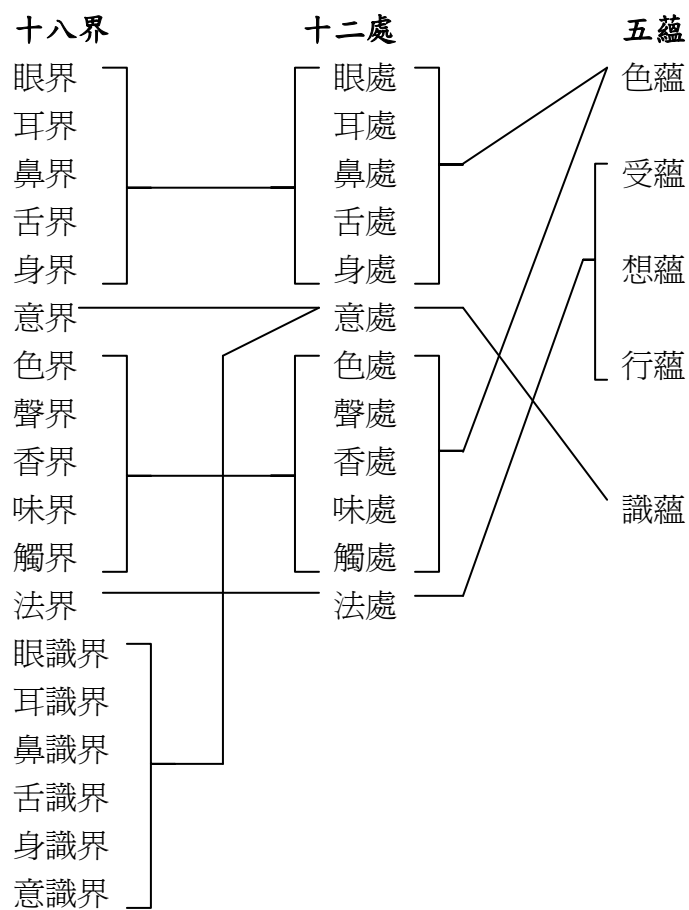 十八界 十二處 五蘊
眼界 眼處 色蘊
耳界 耳處
鼻界 鼻處 受蘊
舌界 舌處
身界 身處 想蘊
意界 意處
色界 色處 行蘊
聲界 聲處
香界 香處
味界 味處 識蘊
觸界 觸處
法界 法處
眼識界
耳識界
鼻識界
舌識界
身識界
意識界